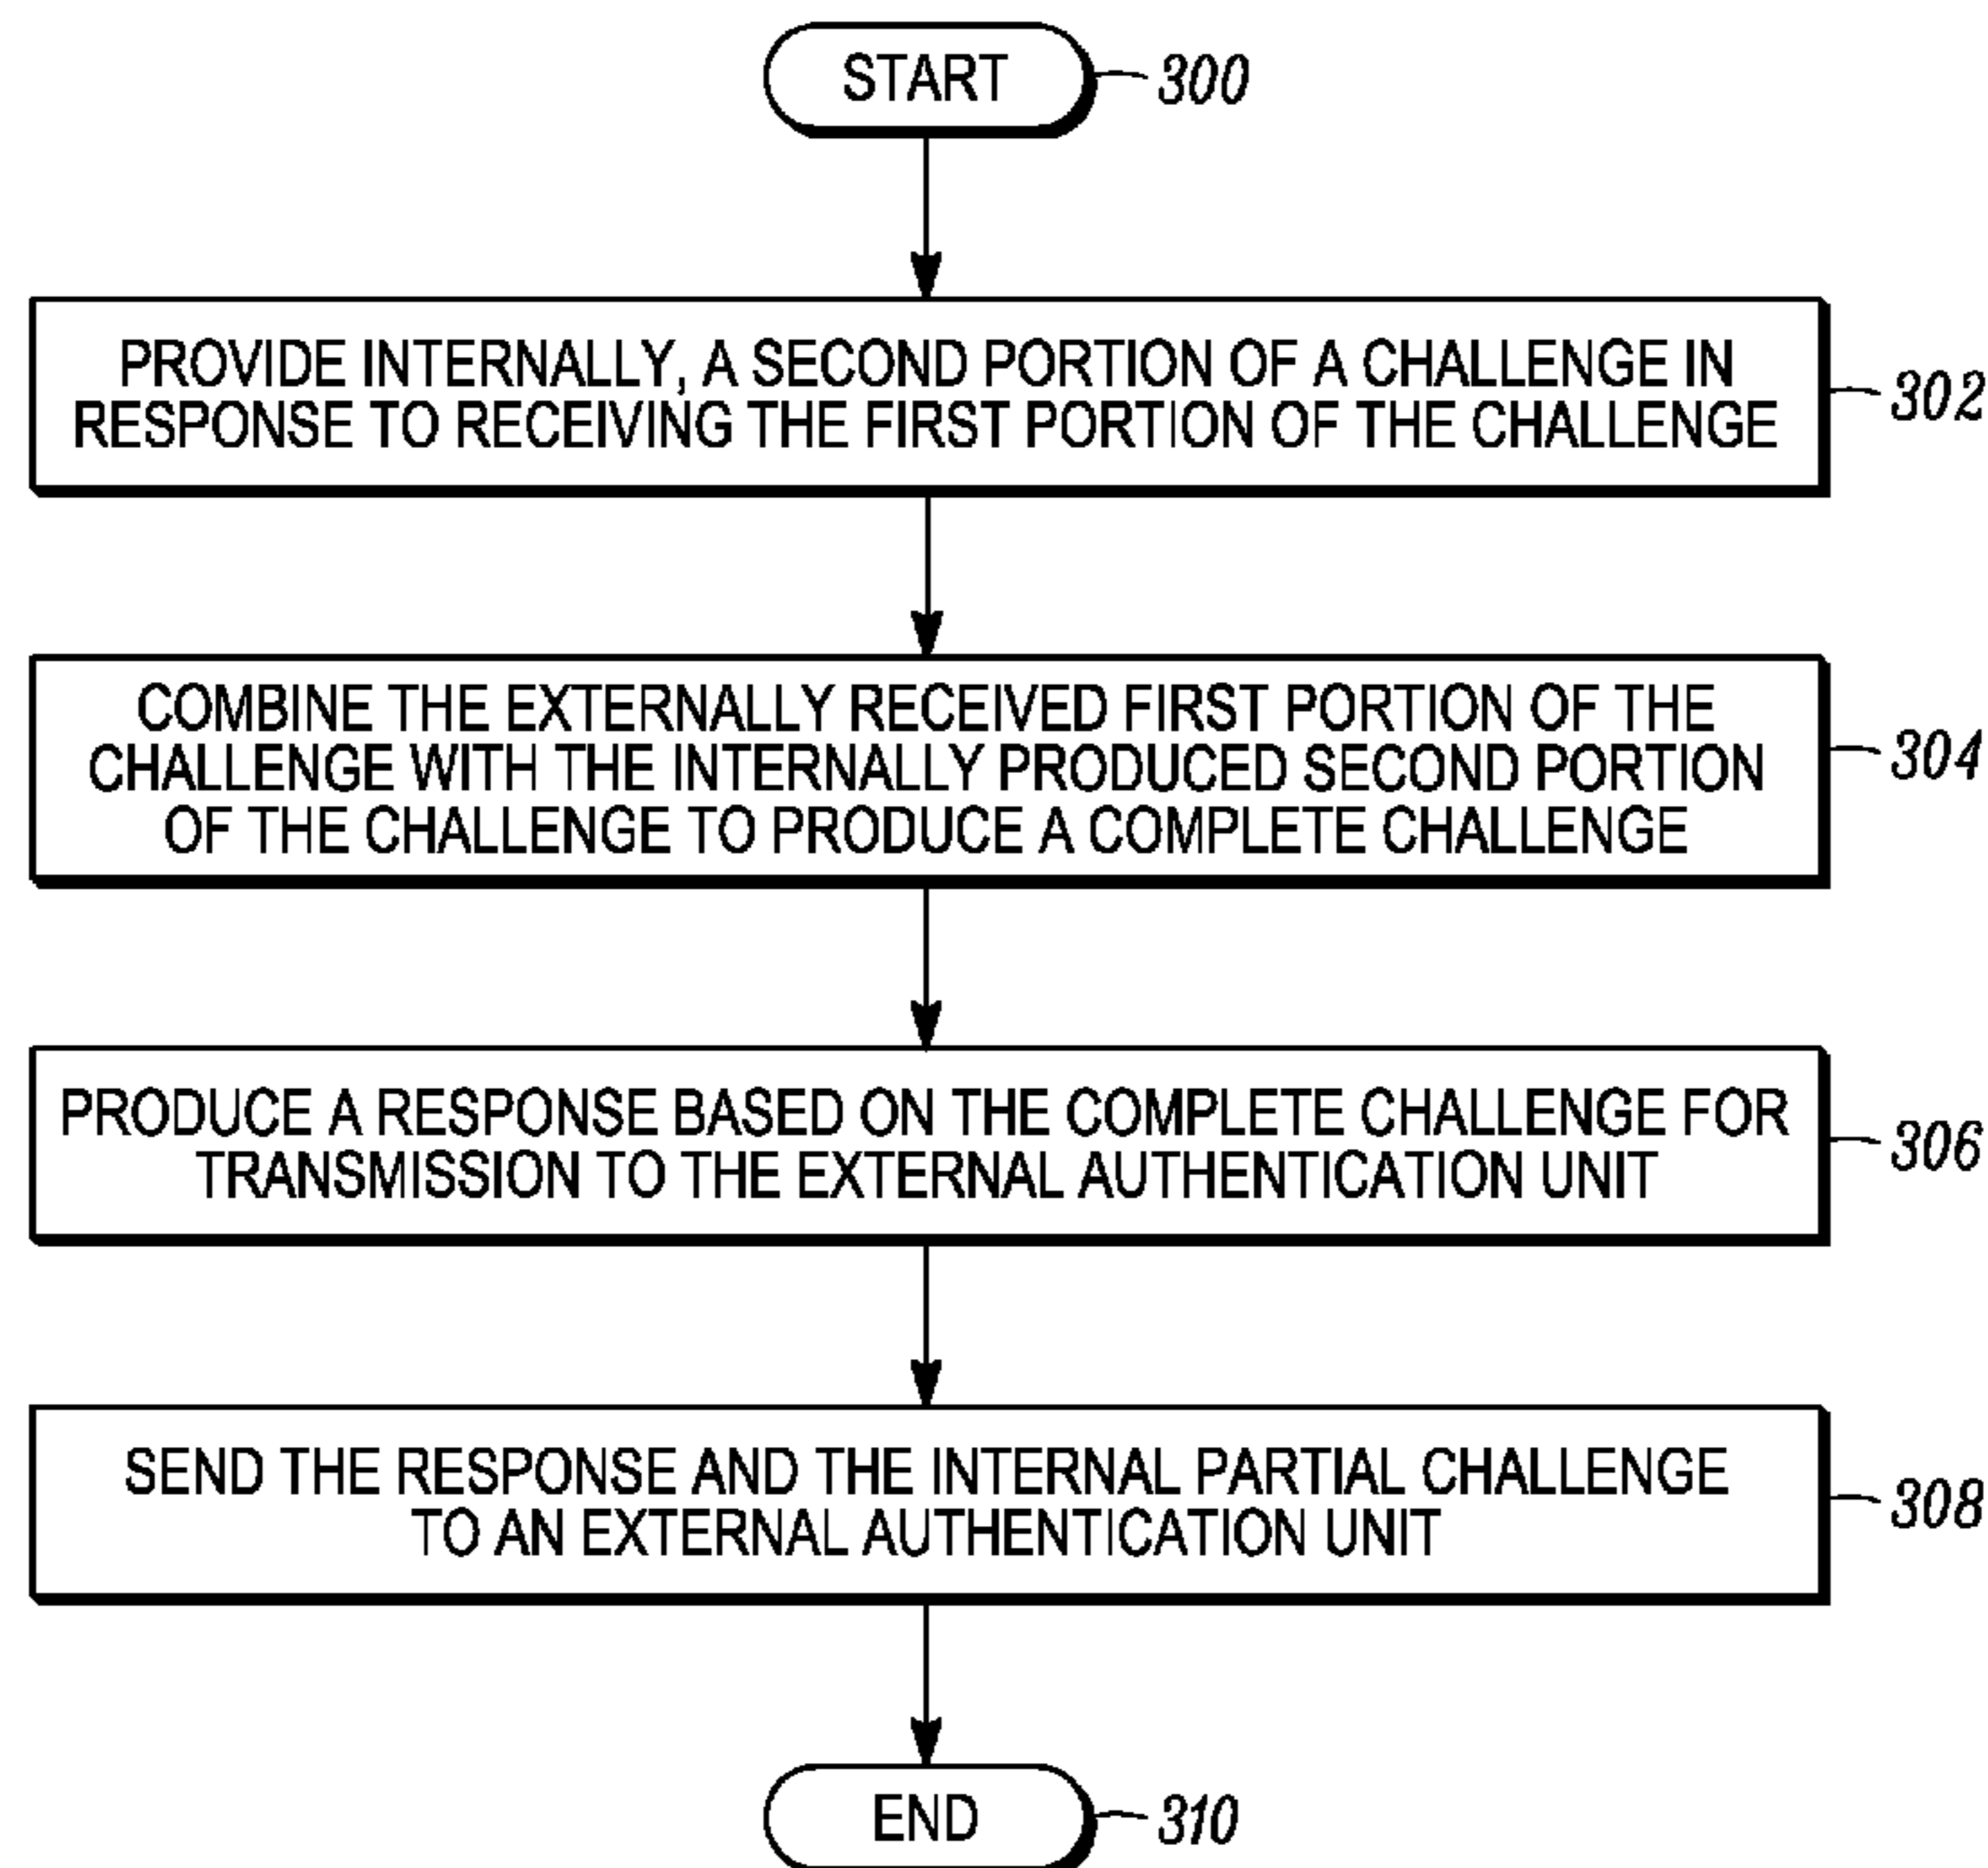 START
300
PROVIDE INTERNALLY, A SECOND PORTION OF A CHALLENGE IN
RESPONSE TO RECEIVING THE FIRST PORTION OF THE CHALLENGE
302
COMBINE THE EXTERNALLY RECEIVED FIRST PORTION OF THE
CHALLENGE WITH THE INTERNALLY PRODUCED SECOND PORTION
OF THE CHALLENGE TO PRODUCE A COMPLETE CHALLENGE
304
PRODUCE A RESPONSE BASED ON THE COMPLETE CHALLENGE FOR
TRANSMISSION TO THE EXTERNAL AUTHENTICATION UNIT
306
SEND THE RESPONSE AND THE INTERNAL PARTIAL CHALLENGE
TO AN EXTERNAL AUTHENTICATION UNIT
308
END
310